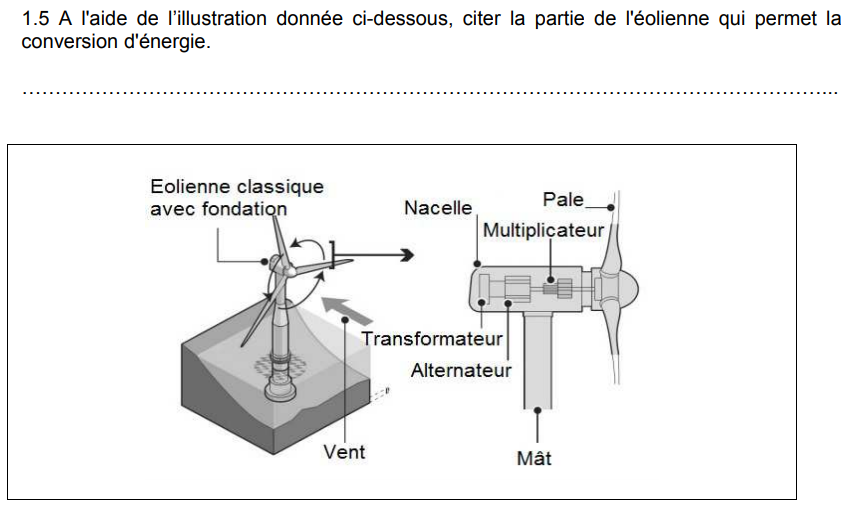 1.5 A l'aide de l’illustration donnée ci-dessous, citer la partie de l'éolienne qui permet la
conversion d'énergie.
…………………………………………………………………………………………………………...
Eolienne classique
avec fondation
Nacelle
Pale
Multiplicateur
Transformateur
Alternateur
Vent
Mât